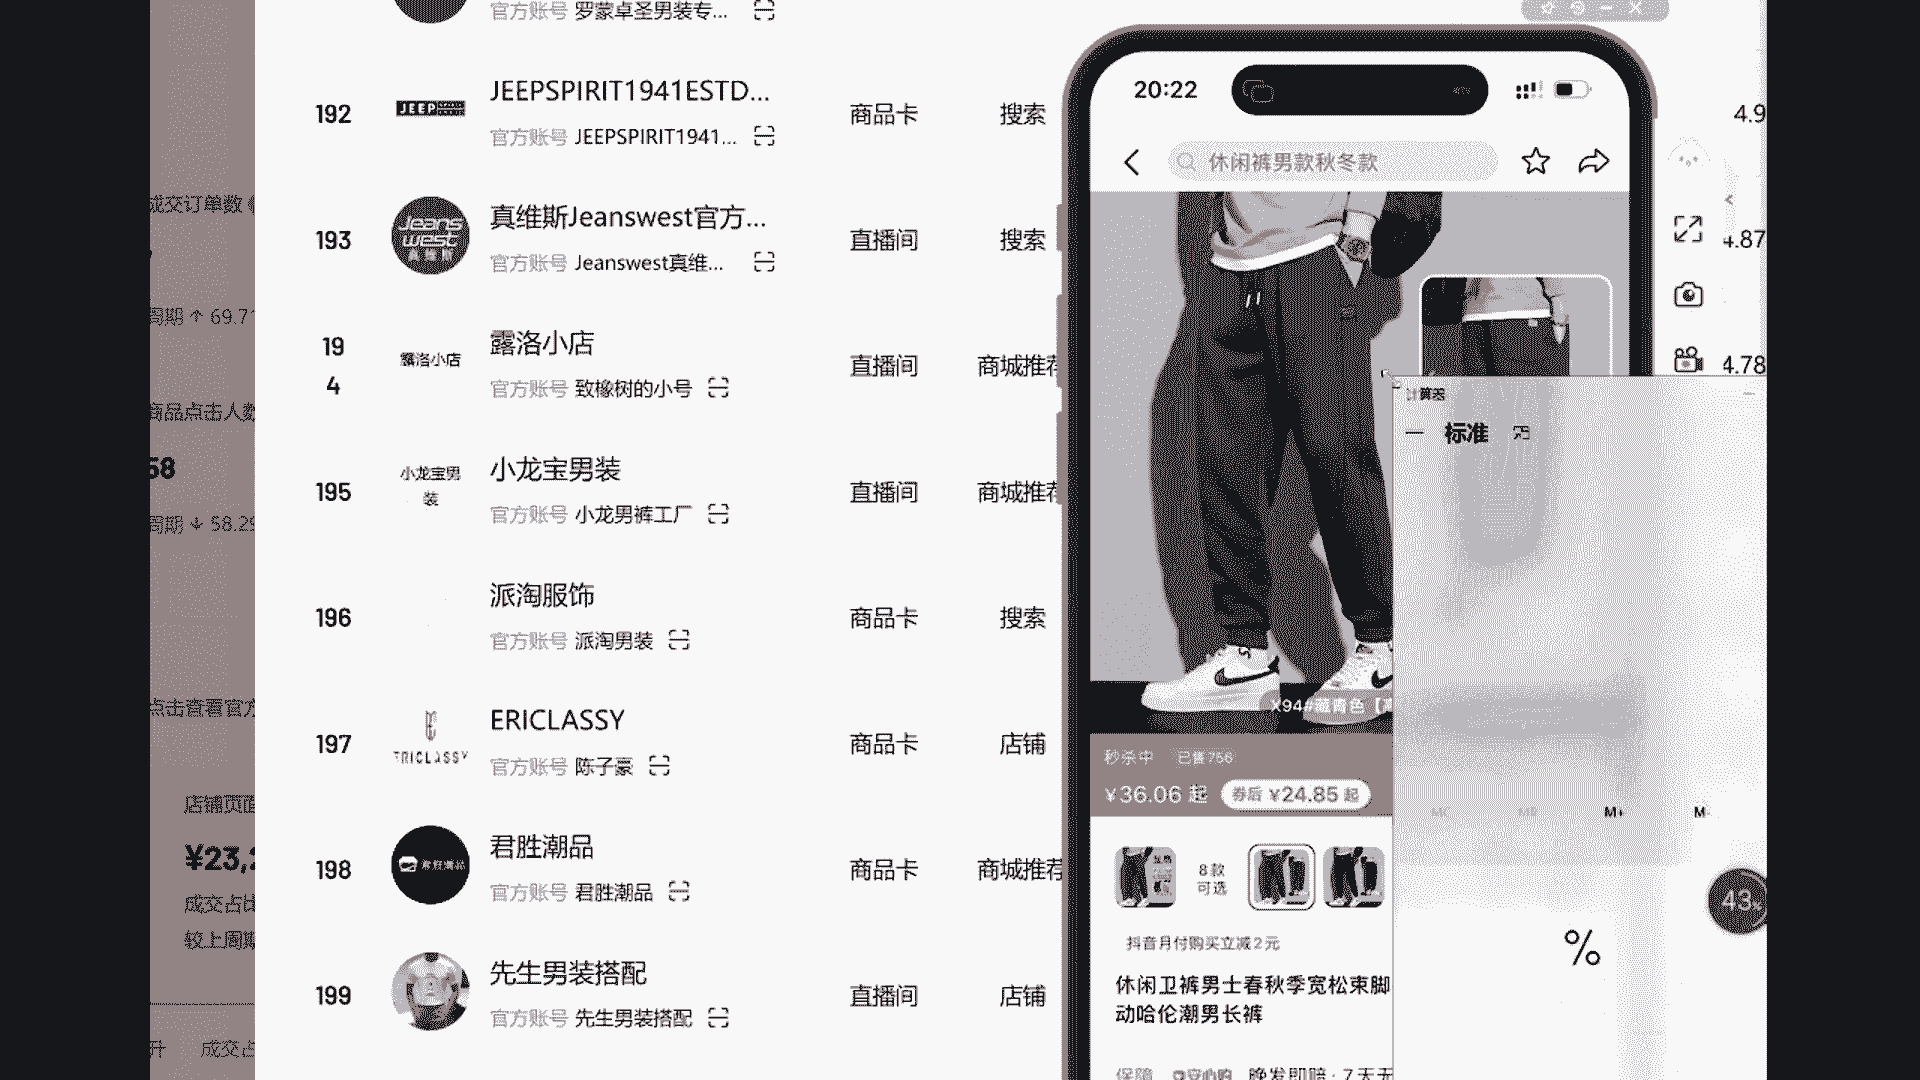 官方账号 罗蒙卓圣男装专...
192
JEEP
JEEPSPIRIT1941ESTD...
官方账号 JEEPSPIRIT1941...
商品卡
搜索
4.9
193
Jeans
west
真维斯
真维斯Jeanswest官方...
官方账号 Jeanswest真维...
直播间
搜索
4.87
19
4
露洛小店
露洛小店
官方账号 致橡树的小号
直播间
商城推荐
4.78
195
小龙宝男
装
小龙宝男装
官方账号 小龙男裤工厂
直播间
商城推荐
196
派淘服饰
官方账号 派淘男装
商品卡
搜索
197
ERICLASSY
官方账号 陈子豪
商品卡
店铺
198
君胜潮品
君胜潮品
官方账号 君胜潮品
商品卡
商城推荐
199
先生男装搭配
官方账号 先生男装搭配
直播间
店铺
成交订单数
周期 ↑ 69.71
商品点击人数
58
周期 ↓ 58.29
点击查看官方
店铺页面
¥23,2
成交占比
较上周期
升 成交占
20:22
休闲裤男款秋冬款
X94#藏青色【
秒杀中 已售756
¥36.06 起 券后 ¥24.85 起
8款
可选
抖音月付购买立减2元
休闲卫裤男士春秋季宽松束脚
动哈伦潮男长裤
保障 安心购 晚发即赔 · 7天无
计算器
标准
MC MR M+ M-
%
43%